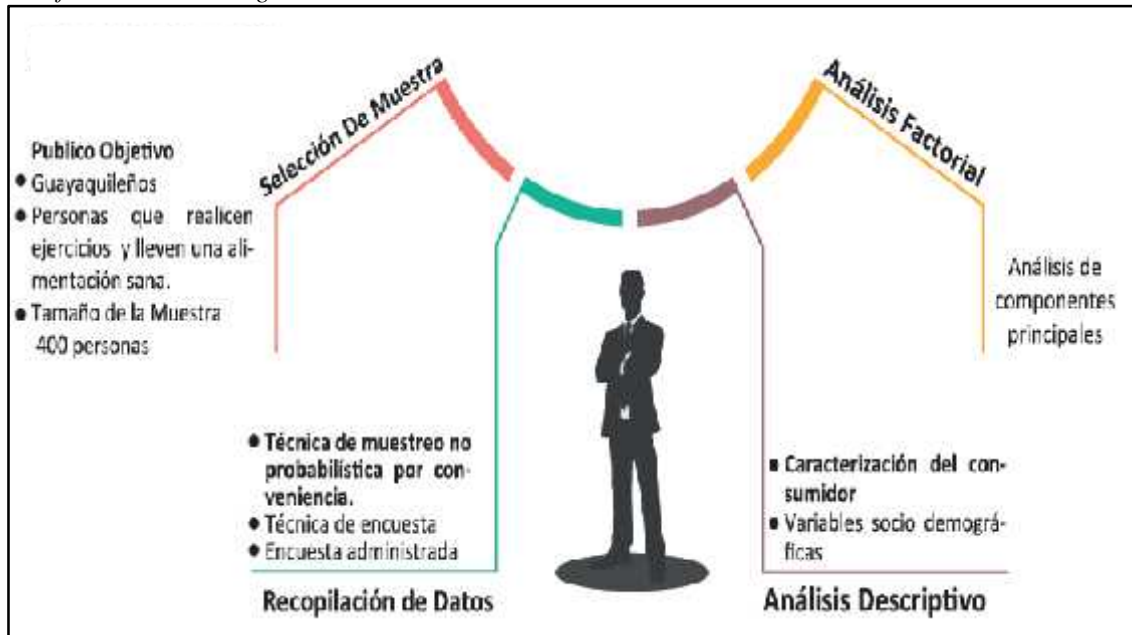 Selección De Muestra
Publico Objetivo
● Guayaquileños
● Personas que realicen
ejercicios y lleven una ali-
mentación sana.
● Tamaño de la Muestra
400 personas
● Técnica de muestreo no
probabilística por con-
veniencia.
● Técnica de encuesta
● Encuesta administrada
Recopilación de Datos
■ Caracterización del con-
sumidor
● Variables socio demográ-
ficas
Análisis Descriptivo
Análisis Factorial
Análisis de
componentes
principales